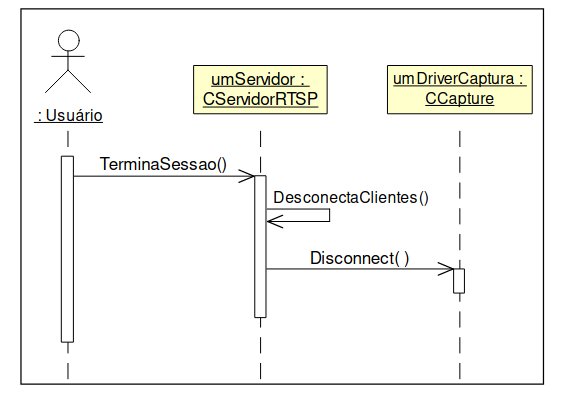 umServidor :
CServidorRTSP
umDriverCaptura :
CCapture
: Usuário
TerminaSessao()
DesconectaClientes()
Disconnect( )